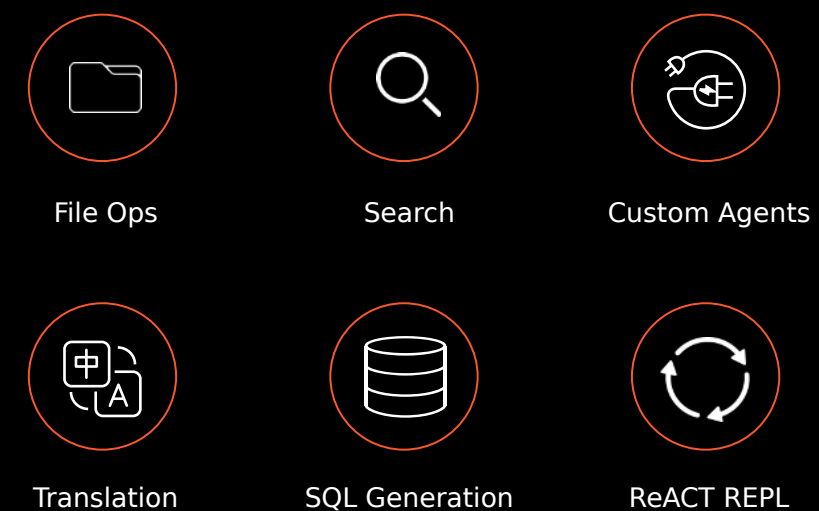 File Ops
Search
Custom Agents
中
A
Translation
SQL Generation
ReACT REPL